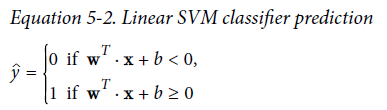 Equation 5-2. Linear SVM classifier prediction
0 if wᵀ · x + b < 0,
ŷ = {
1 if wᵀ · x + b ≥ 0